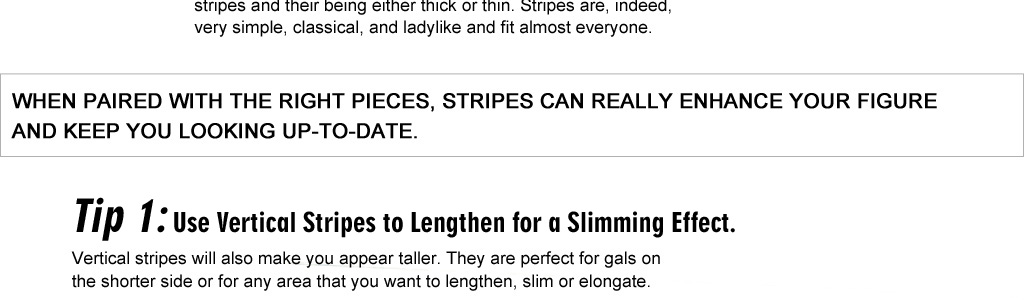 stripes and their being either thick or thin. Stripes are, indeed,
very simple, classical, and ladylike and fit almost everyone.
WHEN PAIRED WITH THE RIGHT PIECES, STRIPES CAN REALLY ENHANCE YOUR FIGURE
AND KEEP YOU LOOKING UP-TO-DATE.
Tip 1: Use Vertical Stripes to Lengthen for a Slimming Effect.
Vertical stripes will also make you appear taller. They are perfect for gals on
the shorter side or for any area that you want to lengthen, slim or elongate.